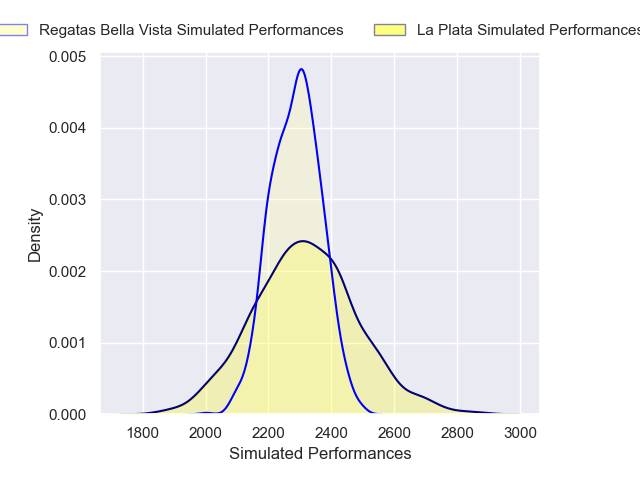 Regatas Bella Vista Simulated Performances La Plata Simulated Performances
0.005
0.004
0.003
0.002
0.001
0.000
Density
1800 2000 2200 2400 2600 2800 3000
Simulated Performances